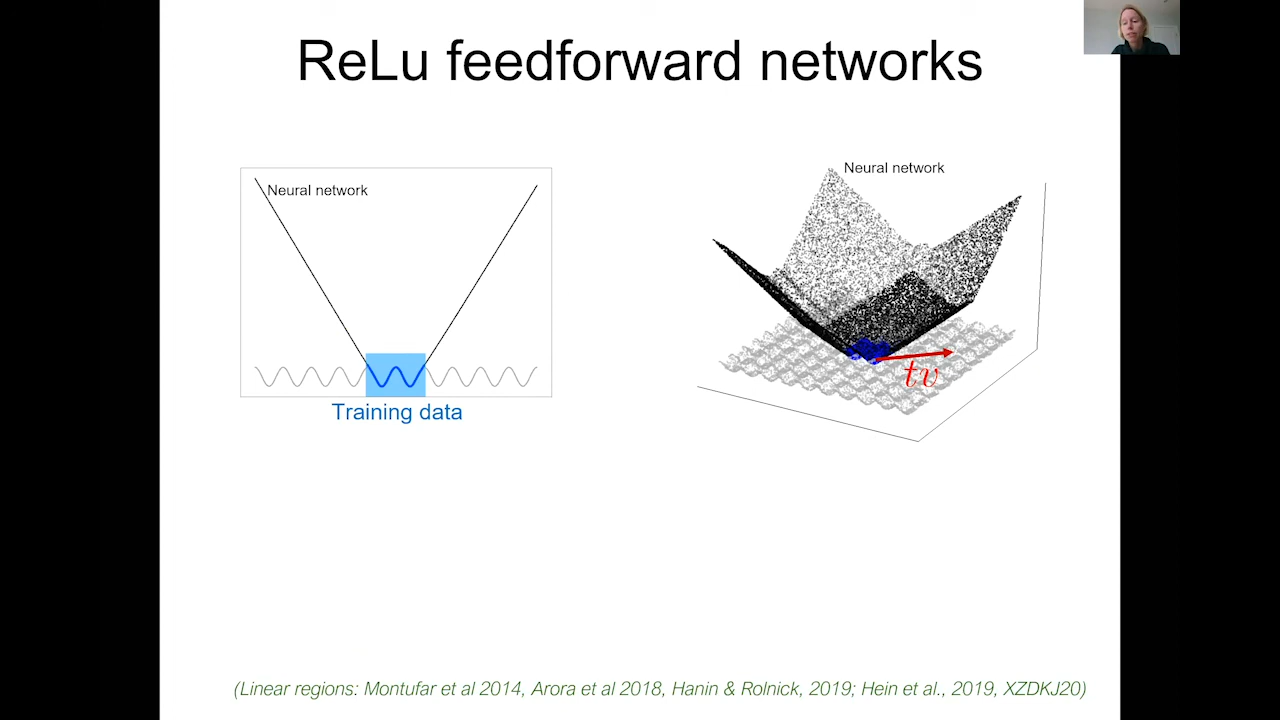 ReLu feedforward networks
Neural network
Training data
Neural network
tv
(Linear regions: Montufar et al 2014, Arora et al 2018, Hanin & Rolnick, 2019; Hein et al., 2019, XZDKJ20)